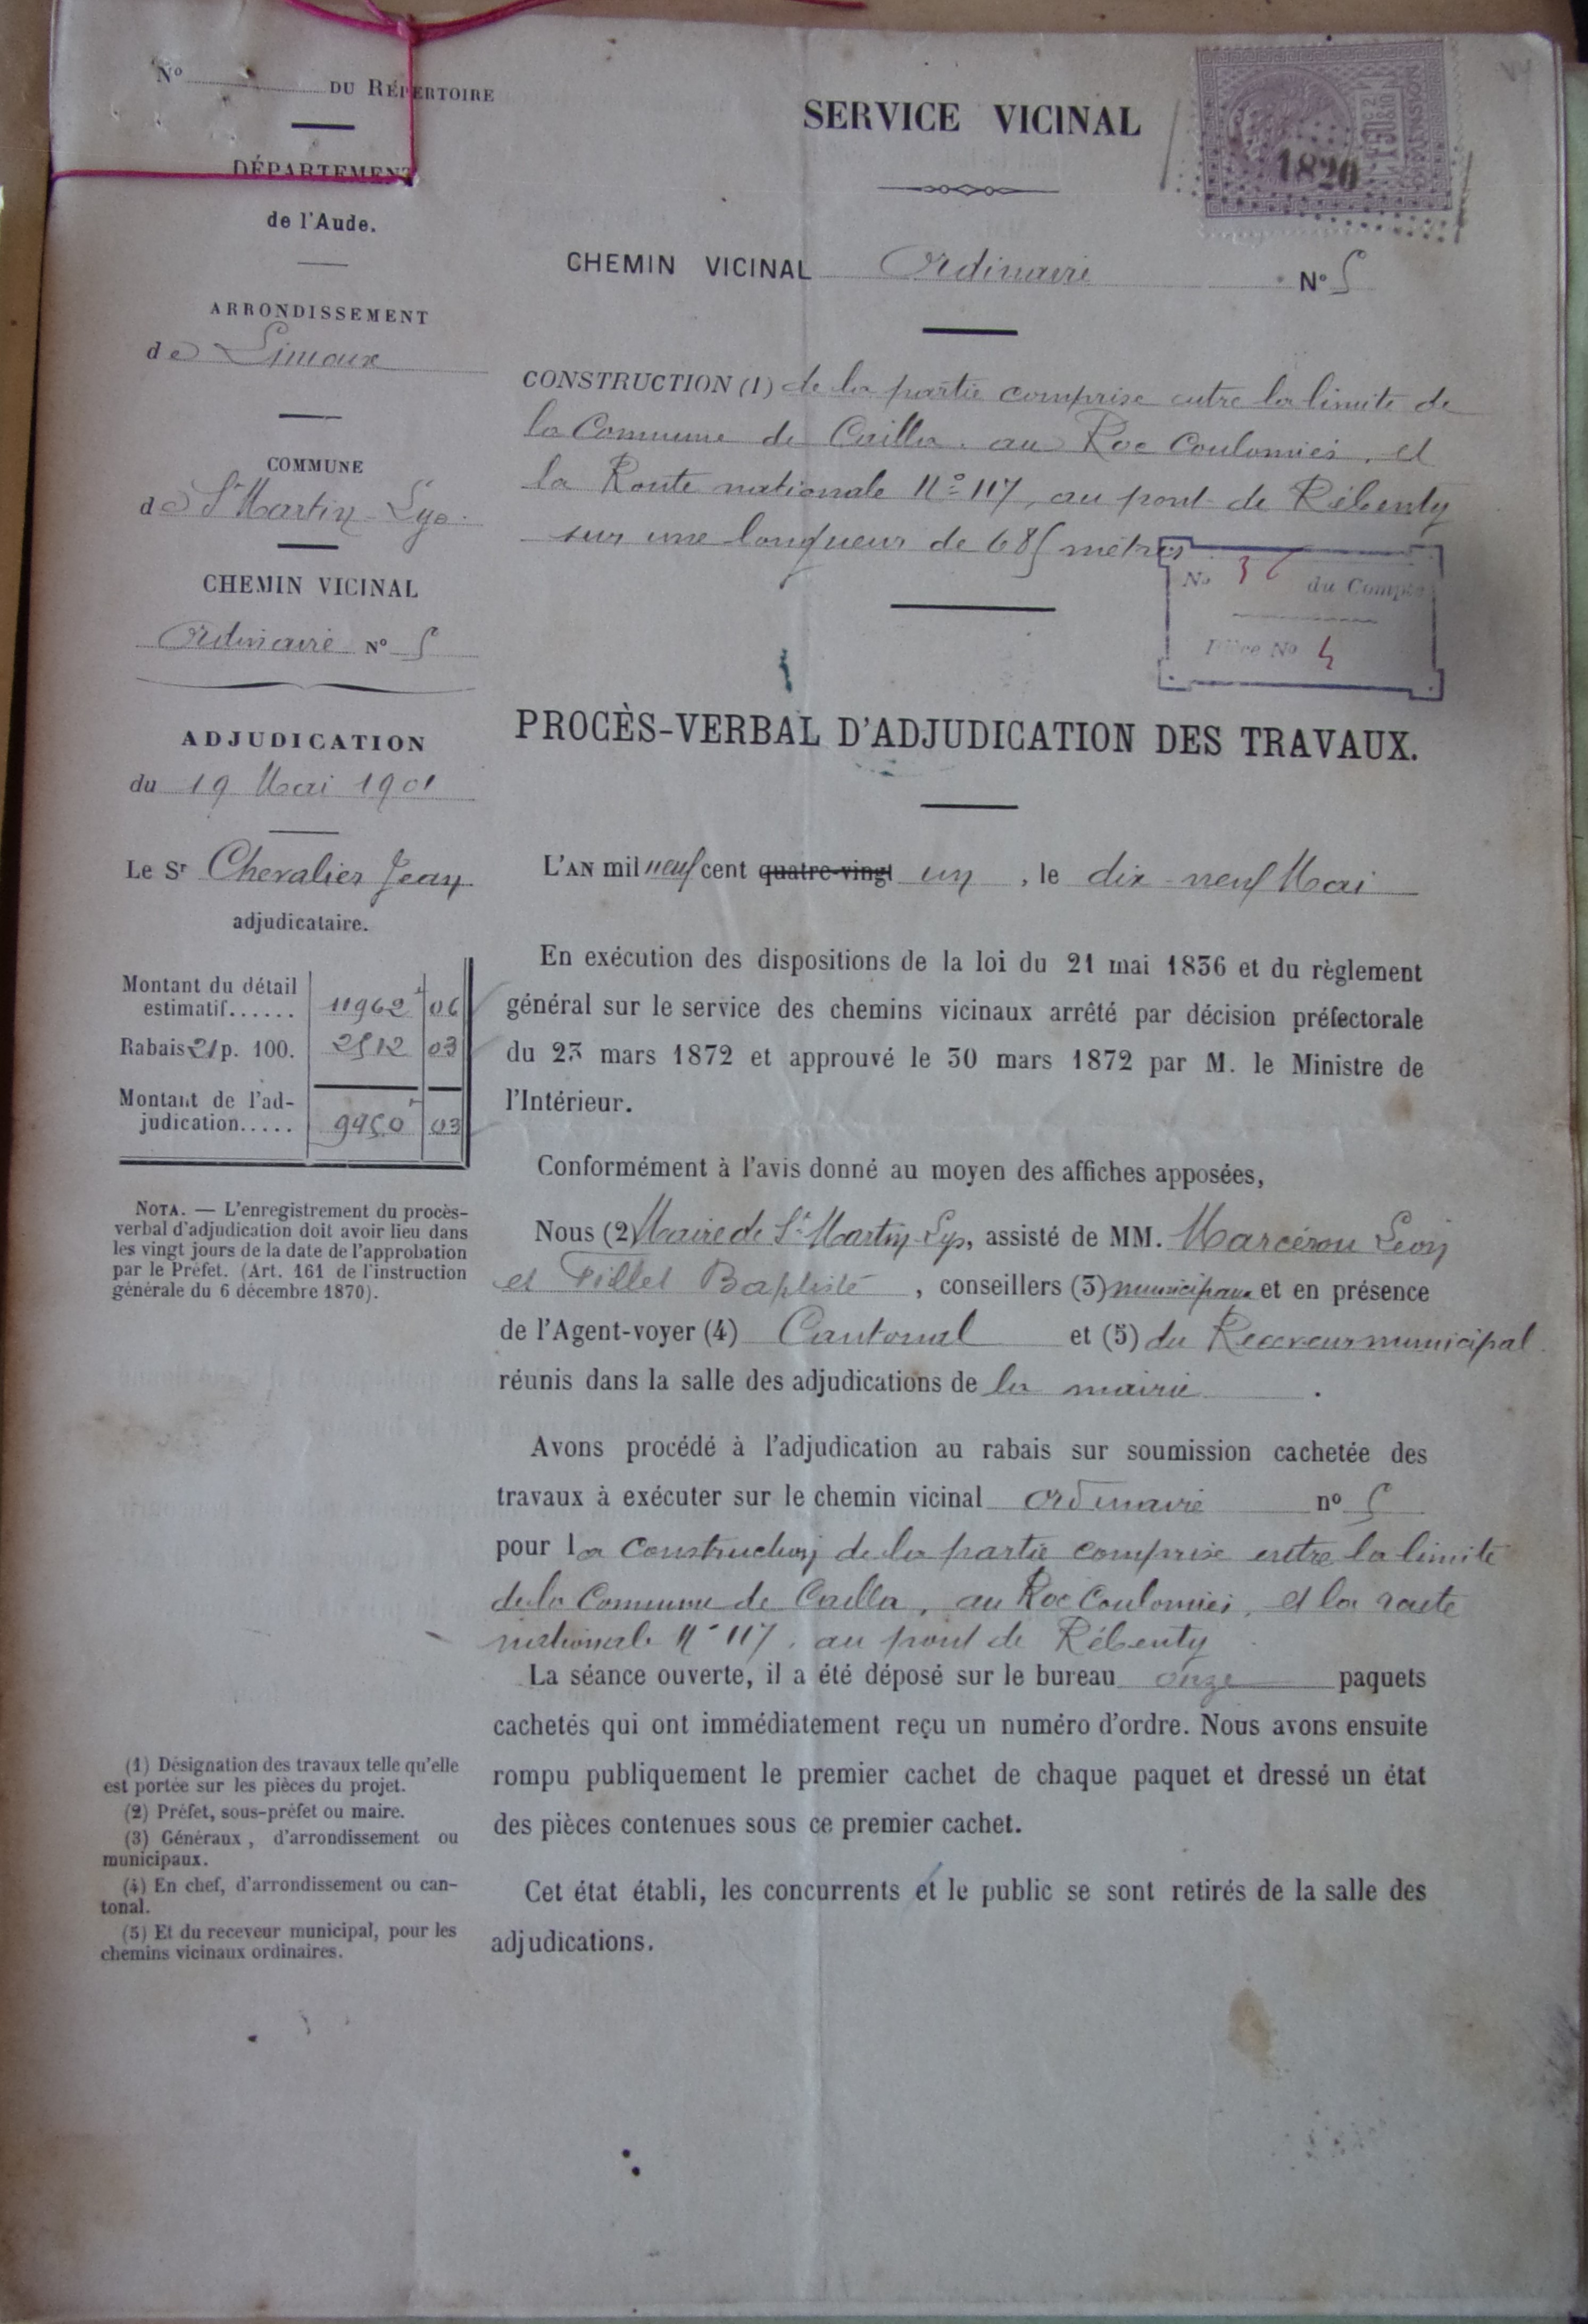 N° DU RÉPERTOIRE
DÉPARTEMENT
de l'Aude.
ARRONDISSEMENT
de Limoux
COMMUNE
de St Martin Lys.
CHEMIN VICINAL
Ordinaire N° 5
ADJUDICATION
du 19 Mai 1901
Le Sr Chevalier Jean
adjudicataire.
Montant du détail
estimatif...... 11962 06
Rabais 21 p. 100. 2512 03
Montant de l'ad-
judication..... 9450 03
NOTA. — L'enregistrement du procès-
verbal d'adjudication doit avoir lieu dans
les vingt jours de la date de l'approbation
par le Préfet. (Art. 161 de l'instruction
générale du 6 décembre 1870).
(1) Désignation des travaux telle qu'elle
est portée sur les pièces du projet.
(2) Préfet, sous-préfet ou maire.
(3) Généraux, d'arrondissement ou
municipaux.
(4) En chef, d'arrondissement ou can-
tonal.
(5) Et du receveur municipal, pour les
chemins vicinaux ordinaires.
SERVICE VICINAL
1820
CHEMIN VICINAL Ordinaire N° 5
CONSTRUCTION (1) de la partie comprise entre la limite de
la Commune de Cailla, au Roc Coulomiés, et
la Route nationale N° 117, au pont de Rébenty
sur une longueur de 685 mètres
No 36 du Compte
Pièce No 4
PROCÈS-VERBAL D'ADJUDICATION DES TRAVAUX.
L'AN mil neuf cent quatre-vingt un, le dix-neuf Mai
En exécution des dispositions de la loi du 21 mai 1836 et du règlement
général sur le service des chemins vicinaux arrêté par décision préfectorale
du 23 mars 1872 et approuvé le 30 mars 1872 par M. le Ministre de
l'Intérieur.
Conformément à l'avis donné au moyen des affiches apposées,
Nous (2) Maire de St Martin-Lys, assisté de MM. Marcérou Léon
et Fillel Baptiste, conseillers (3) municipaux et en présence
de l'Agent-voyer (4) Cantonal et (5) du Receveur municipal
réunis dans la salle des adjudications de la mairie.
Avons procédé à l'adjudication au rabais sur soumission cachetée des
travaux à exécuter sur le chemin vicinal ordinaire n° 5
pour la construction de la partie comprise entre la limite
de la Commune de Cailla, au Roc Coulomiés, et la route
nationale N° 117, au pont de Rébenty
La séance ouverte, il a été déposé sur le bureau onze paquets
cachetés qui ont immédiatement reçu un numéro d'ordre. Nous avons ensuite
rompu publiquement le premier cachet de chaque paquet et dressé un état
des pièces contenues sous ce premier cachet.
Cet état établi, les concurrents et le public se sont retirés de la salle des
adjudications.